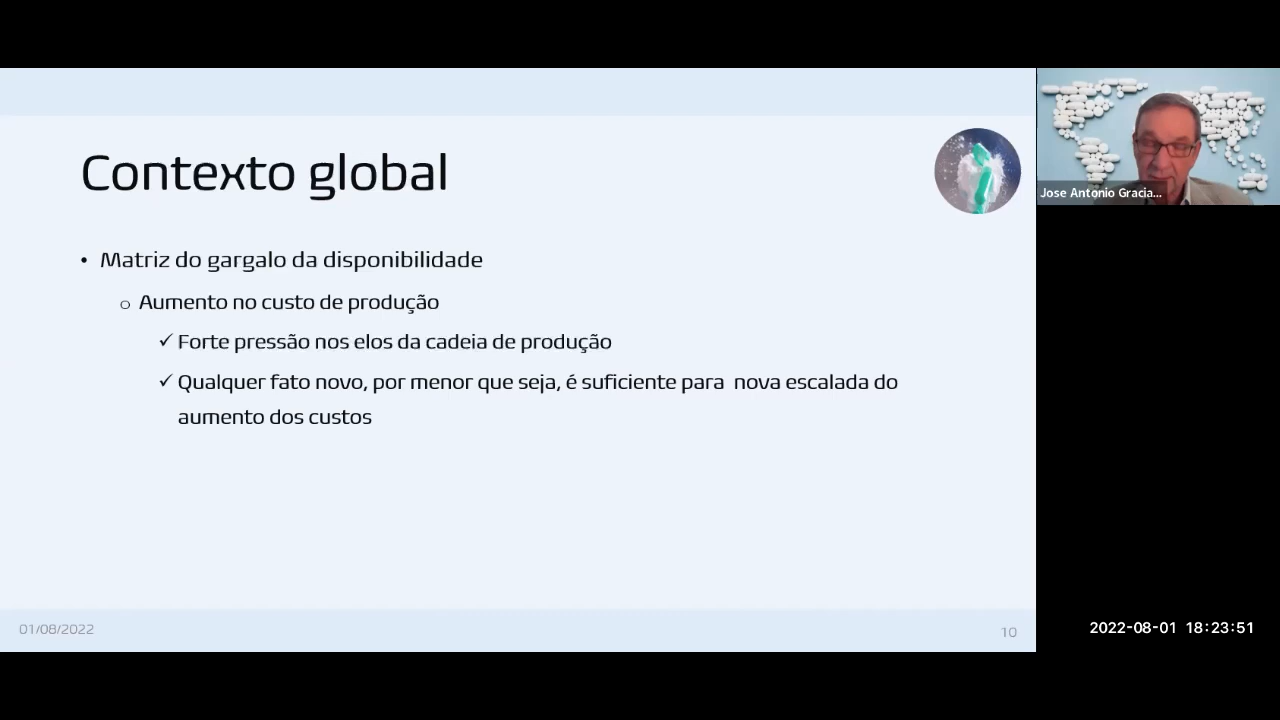 Contexto global
• Matriz do gargalo da disponibilidade
o Aumento no custo de produção
✓ Forte pressão nos elos da cadeia de produção
✓ Qualquer fato novo, por menor que seja, é suficiente para nova escalada do
aumento dos custos
01/08/2022
10
Jose Antonio Gracia...
2022-08-01 18:23:51